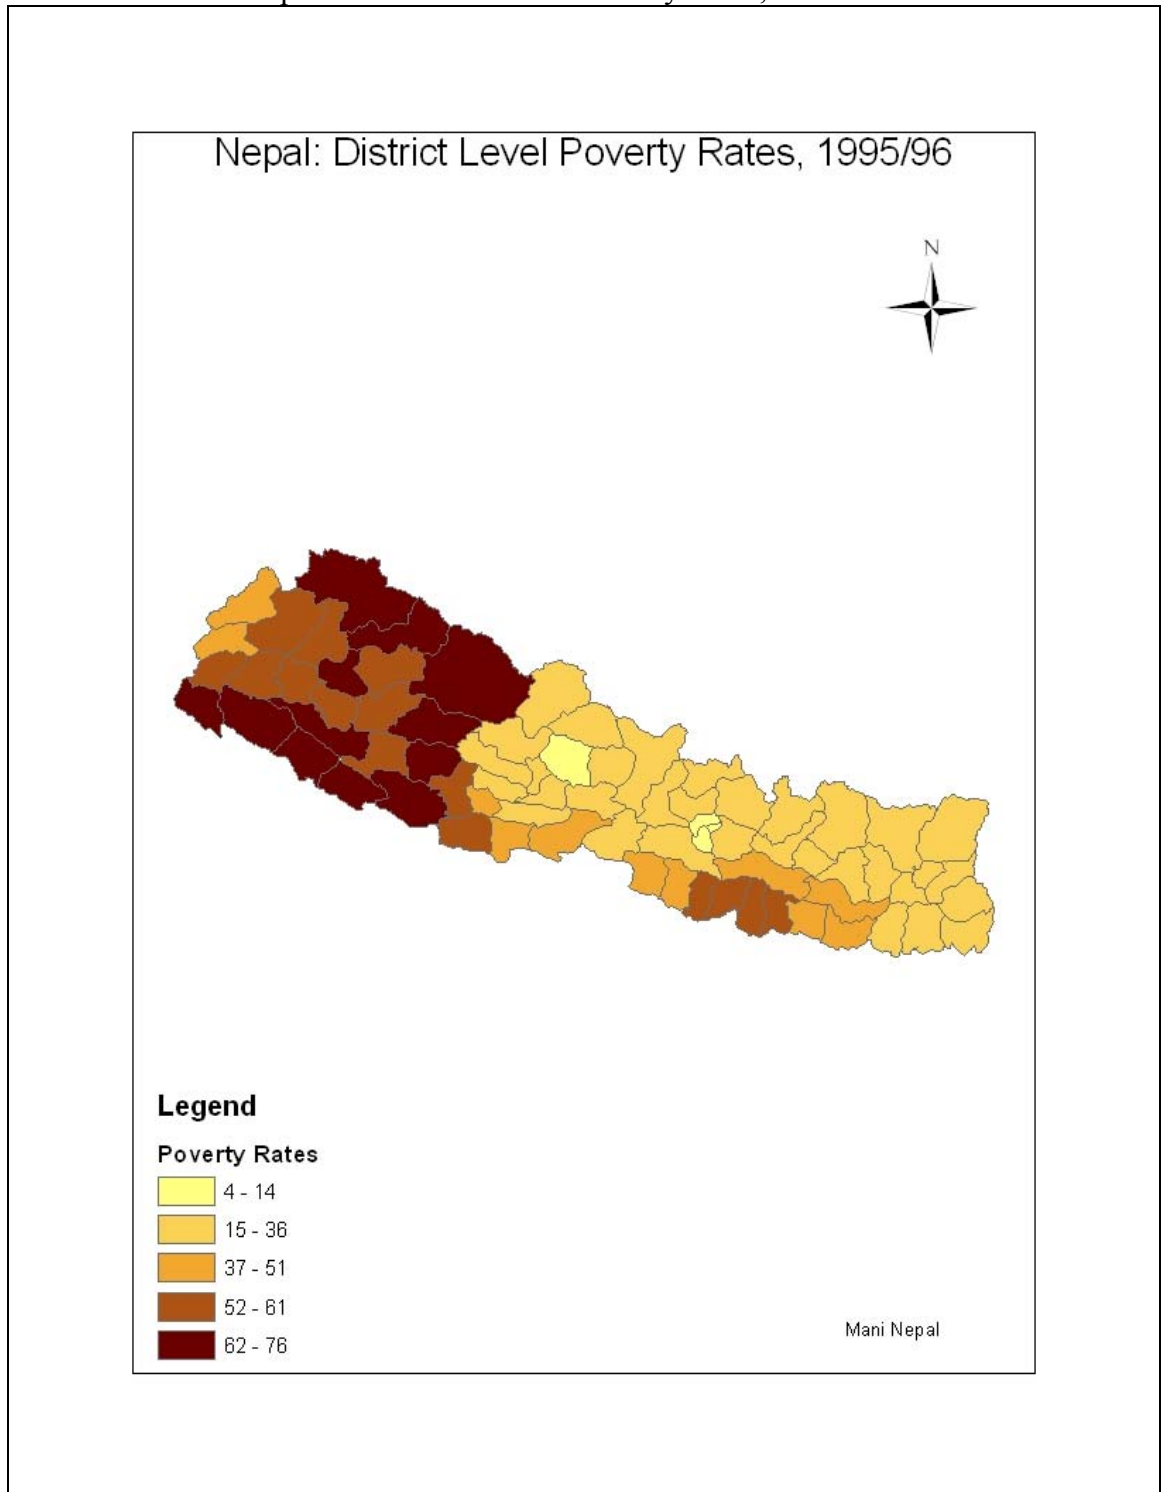 Nepal: District Level Poverty Rates, 1995/96
N
Legend
Poverty Rates
4 - 14
15 - 36
37 - 51
52 - 61
62 - 76
Mani Nepal